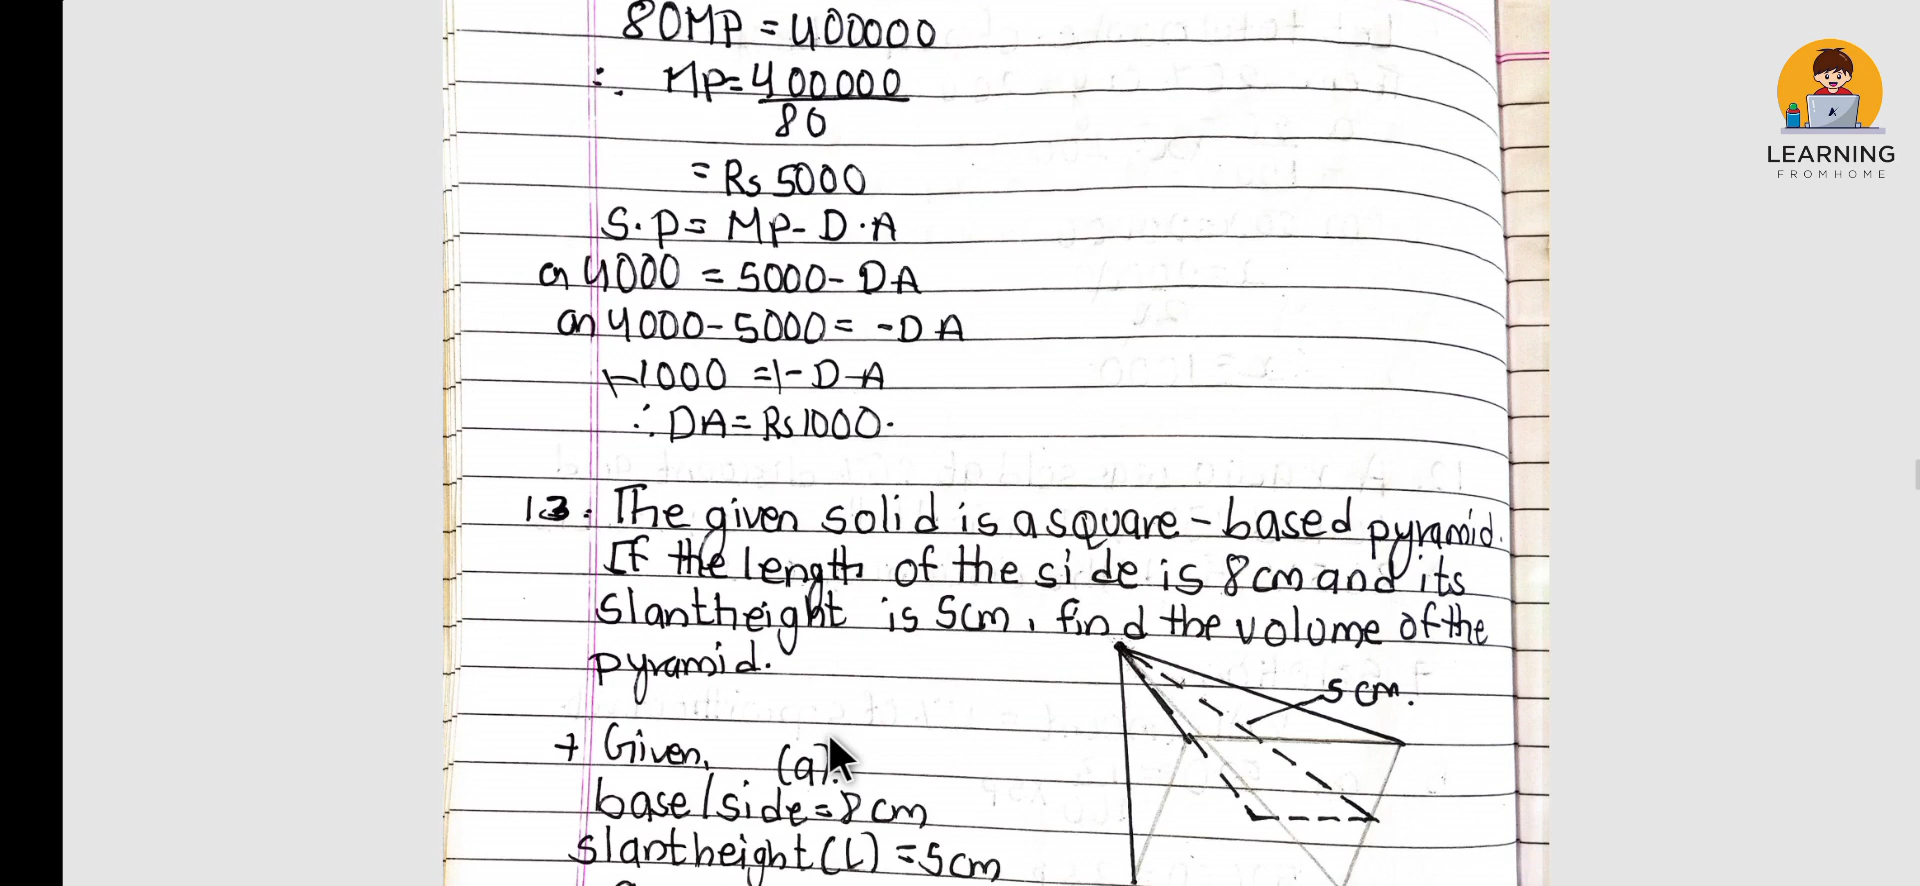 80MP = 400000
∴ MP = 400000
80
= Rs 5000
S.P = MP - D.A
or 4000 = 5000 - DA
or 4000 - 5000 = - DA
-1000 = - DA
∴ DA = Rs 1000.
13. The given solid is a square - based pyramid.
If the length of the side is 8cm and its
slantheight is 5cm, find the volume of the
pyramid.
5 cm.
→ Given, (a).
base/side = 8 cm
slantheight (l) = 5cm
LEARNING
FROMHOME